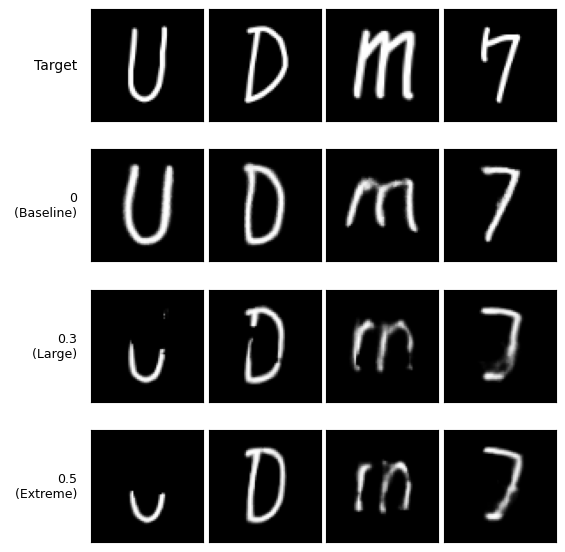 Target U D m 7
0
(Baseline) U D m 7
0.3
(Large) U D m
0.5
(Extreme) U D